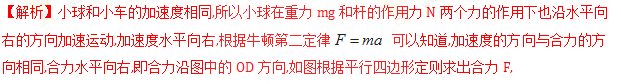 【解析】小球和小车的加速度相同,所以小球在重力 mg 和杆的作用力 N 两个力的作用下也沿水平向
右的方向加速运动,加速度水平向右,根据牛顿第二定律 F = ma 可以知道,加速度的方向与合力的方
向相同,合力水平向右,即合力沿图中的 OD 方向,如图根据平行四边形定则求出合力 F,